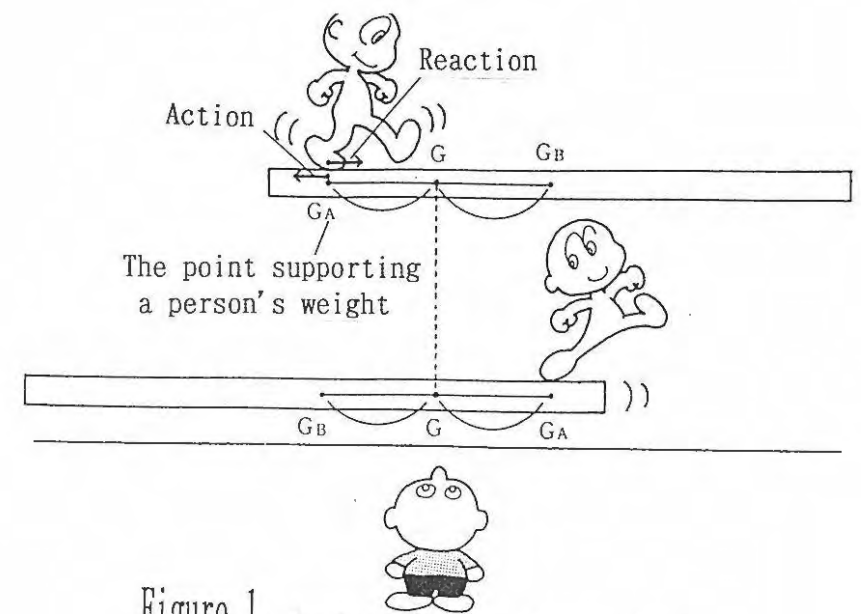 Reaction
Action
G
GB
GA
The point supporting
a person's weight
GB
G
GA
Figure 1